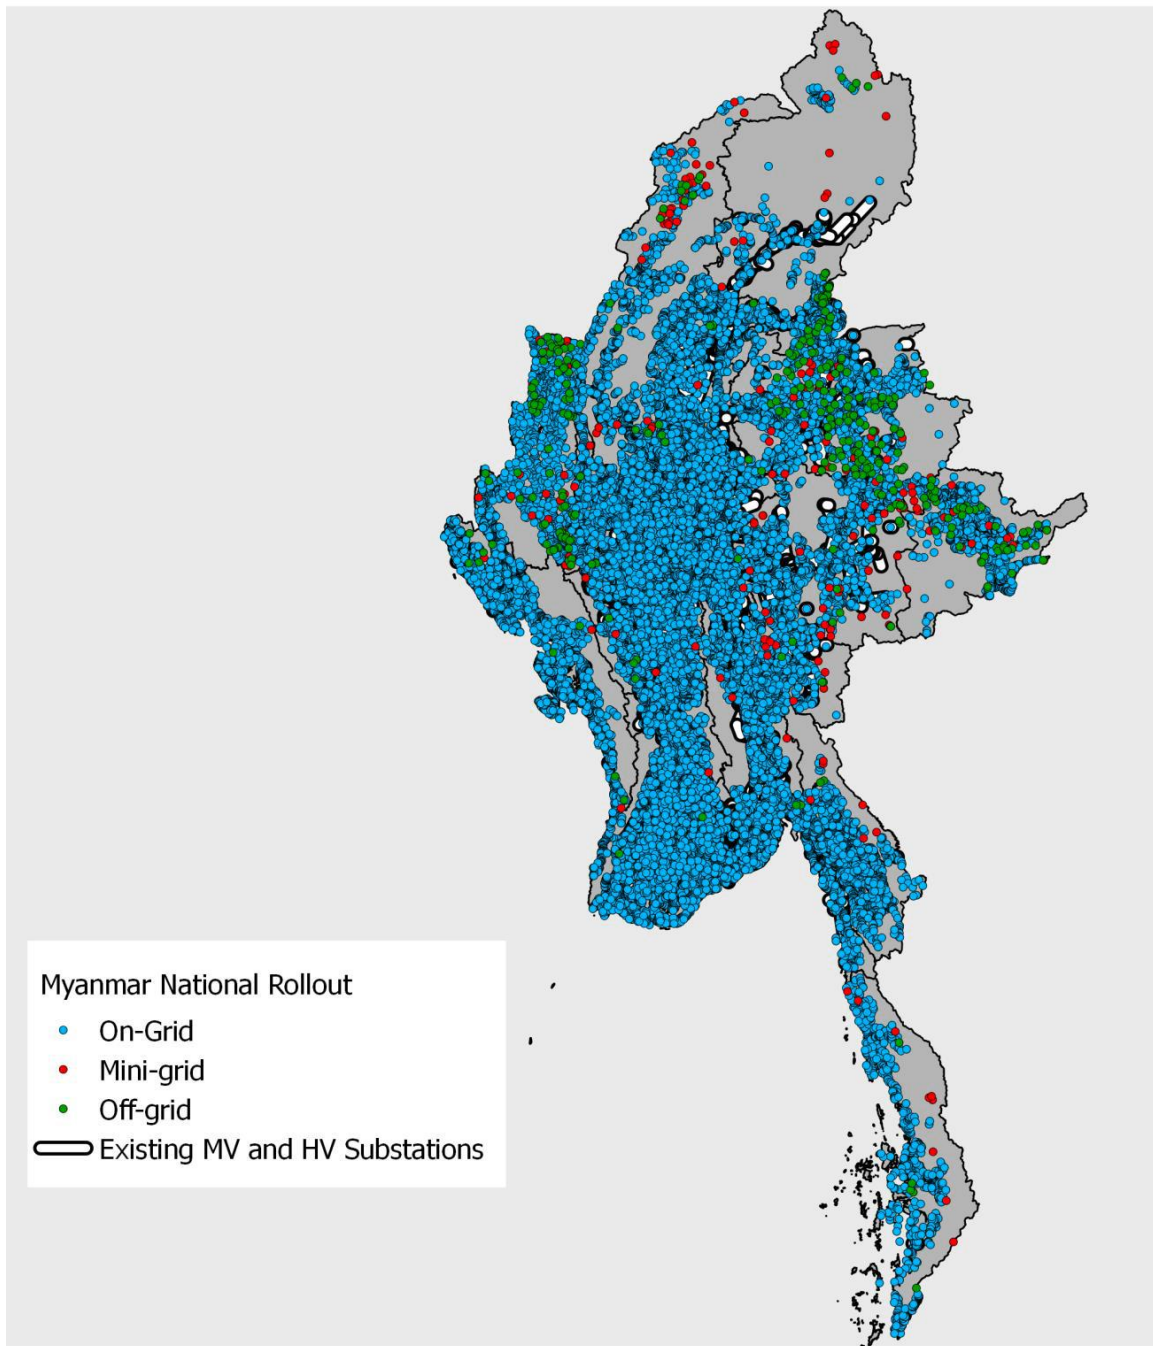 Myanmar National Rollout
On-Grid
Mini-grid
Off-grid
Existing MV and HV Substations